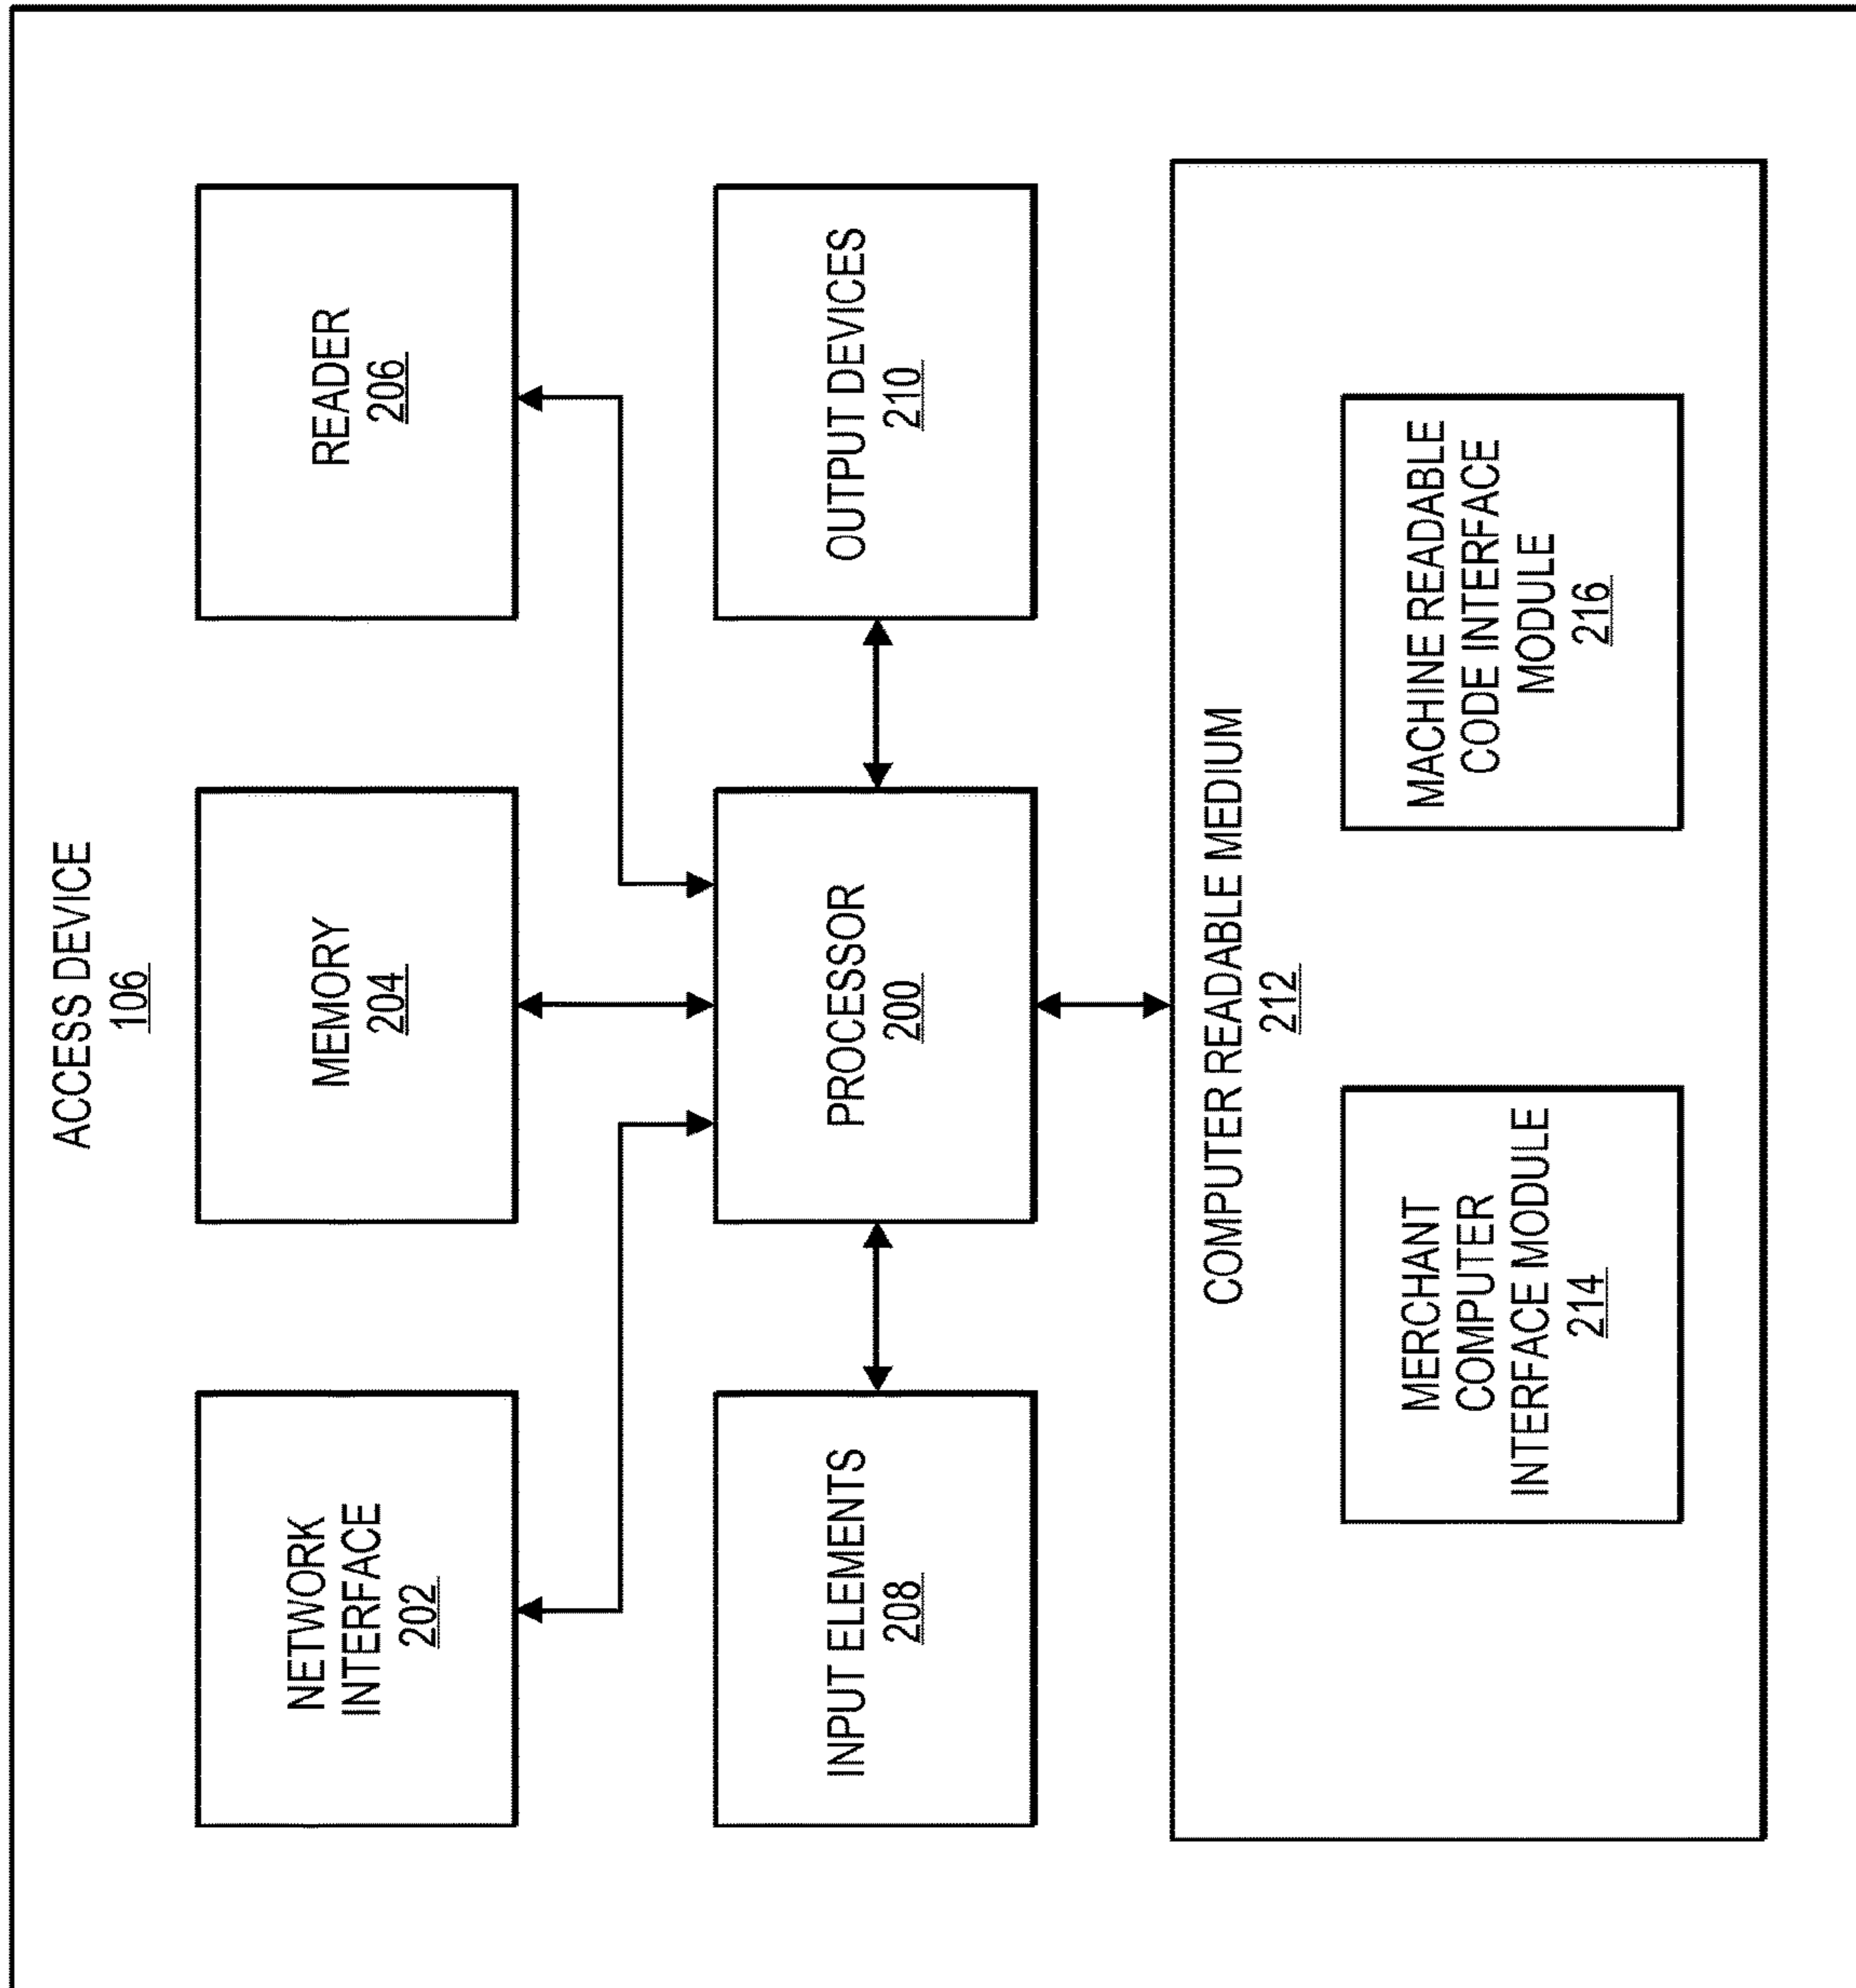 ACCESS DEVICE
106
NETWORK
INTERFACE
202
MEMORY
204
READER
206
INPUT ELEMENTS
208
PROCESSOR
200
OUTPUT DEVICES
210
COMPUTER READABLE MEDIUM
212
MERCHANT
COMPUTER
INTERFACE MODULE
214
MACHINE READABLE
CODE INTERFACE
MODULE
216